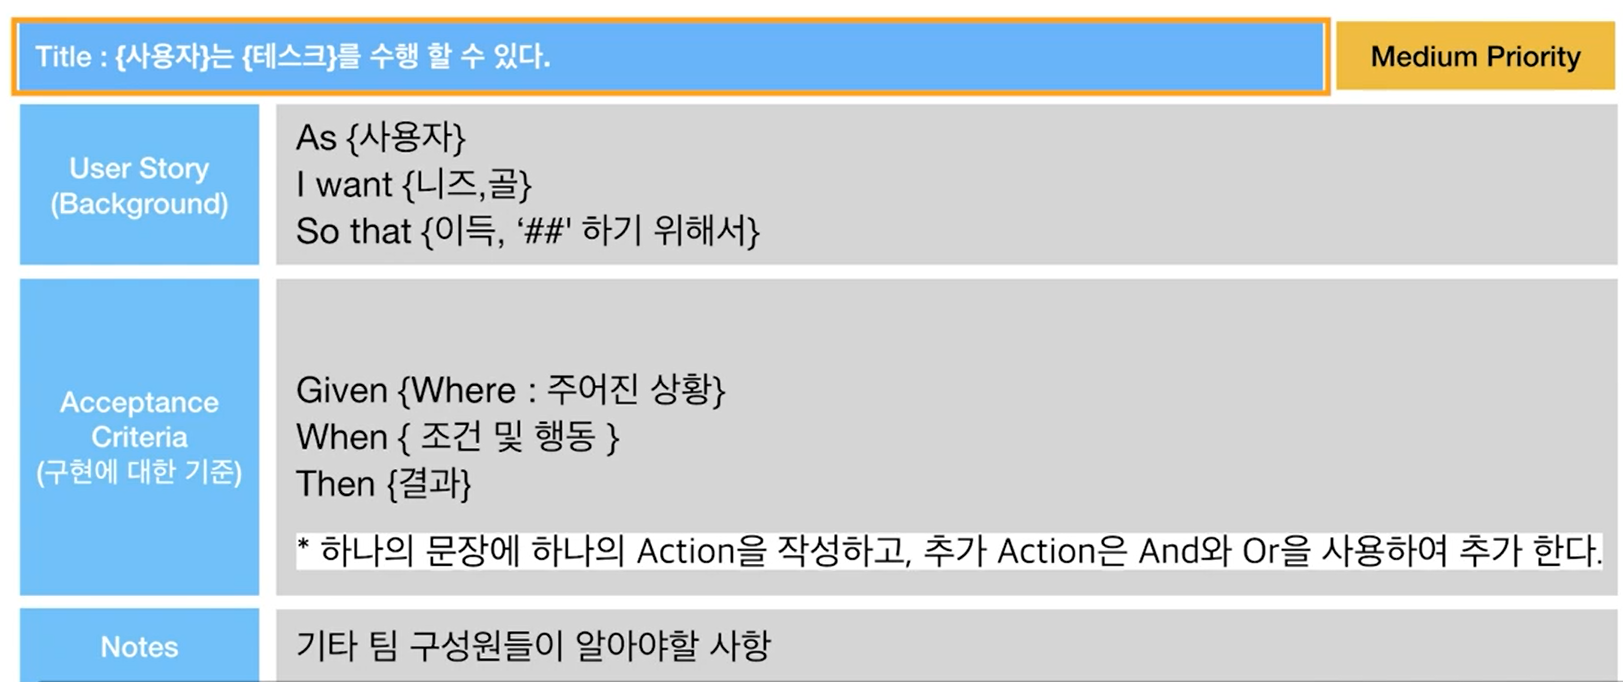 Title : {사용자}는 {테스크}를 수행 할 수 있다.
Medium Priority
User Story
(Background)
As {사용자}
I want {니즈,골}
So that {이득, ‘##' 하기 위해서}
Acceptance
Criteria
(구현에 대한 기준)
Given {Where : 주어진 상황}
When { 조건 및 행동 }
Then {결과}
* 하나의 문장에 하나의 Action을 작성하고, 추가 Action은 And와 Or을 사용하여 추가 한다.
Notes
기타 팀 구성원들이 알아야할 사항